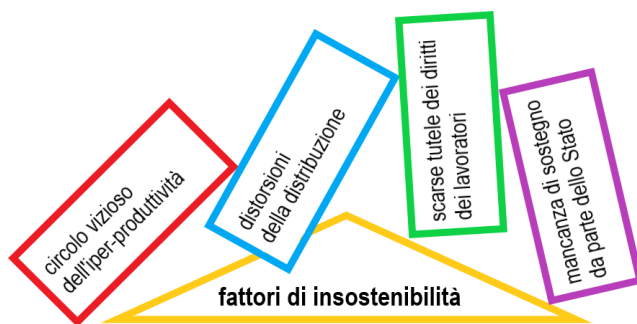 circolo vizioso
dell'iper-produttività
distorsioni
della distribuzione
scarse tutele dei diritti
dei lavoratori
mancanza di sostegno
da parte dello Stato
fattori di insostenibilità